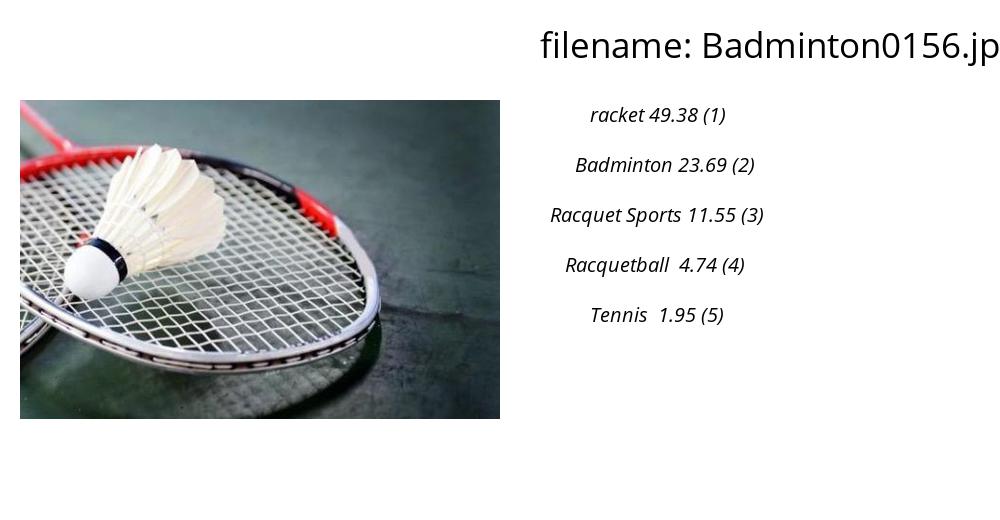 filename: Badminton0156.jp
racket 49.38 (1)
Badminton 23.69 (2)
Racquet Sports 11.55 (3)
Racquetball 4.74 (4)
Tennis 1.95 (5)